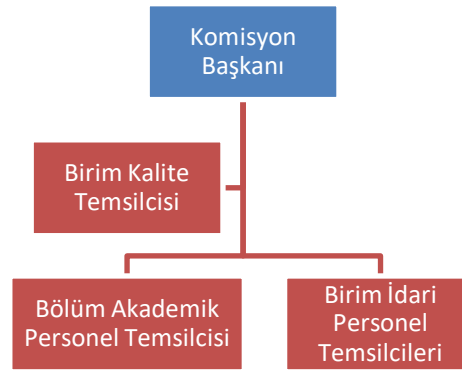 Komisyon
Başkanı
Birim Kalite
Temsilcisi
Bölüm Akademik
Personel Temsilcisi
Birim İdari
Personel
Temsilcileri